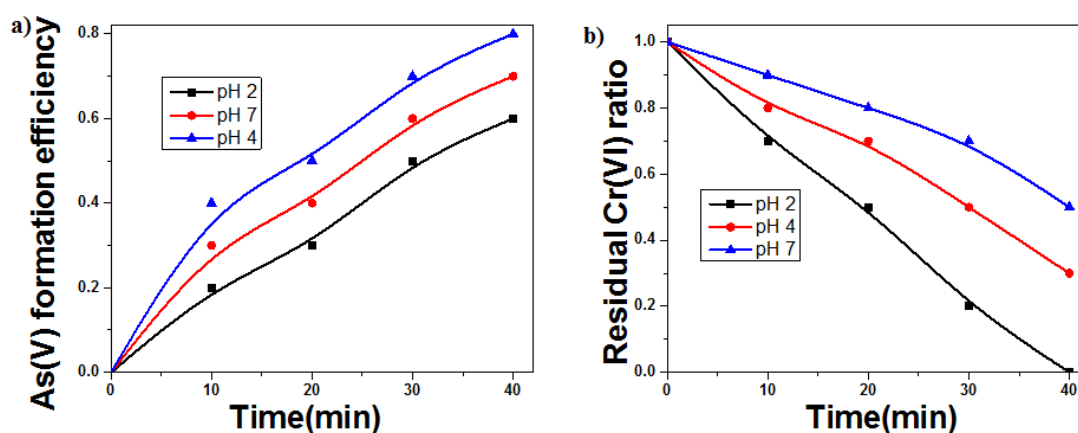 a)
As(V) formation efficiency
0.8
0.6
0.4
0.2
0.0
pH 2
pH 7
pH 4
0 10 20 30 40
Time(min)
b)
Residual Cr(VI) ratio
1.0
0.8
0.6
0.4
0.2
0.0
pH 2
pH 4
pH 7
0 10 20 30 40
Time(min)